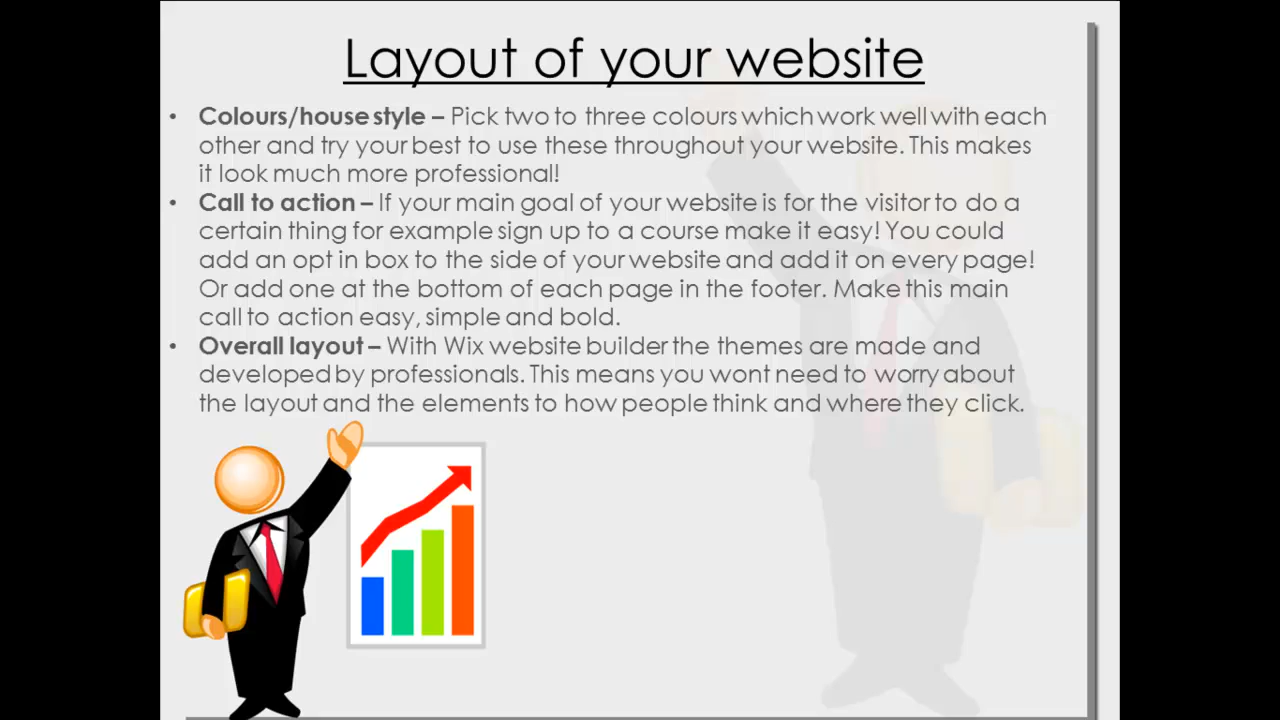 Layout of your website
• Colours/house style – Pick two to three colours which work well with each
other and try your best to use these throughout your website. This makes
it look much more professional!
• Call to action – If your main goal of your website is for the visitor to do a
certain thing for example sign up to a course make it easy! You could
add an opt in box to the side of your website and add it on every page!
Or add one at the bottom of each page in the footer. Make this main
call to action easy, simple and bold.
• Overall layout – With Wix website builder the themes are made and
developed by professionals. This means you wont need to worry about
the layout and the elements to how people think and where they click.